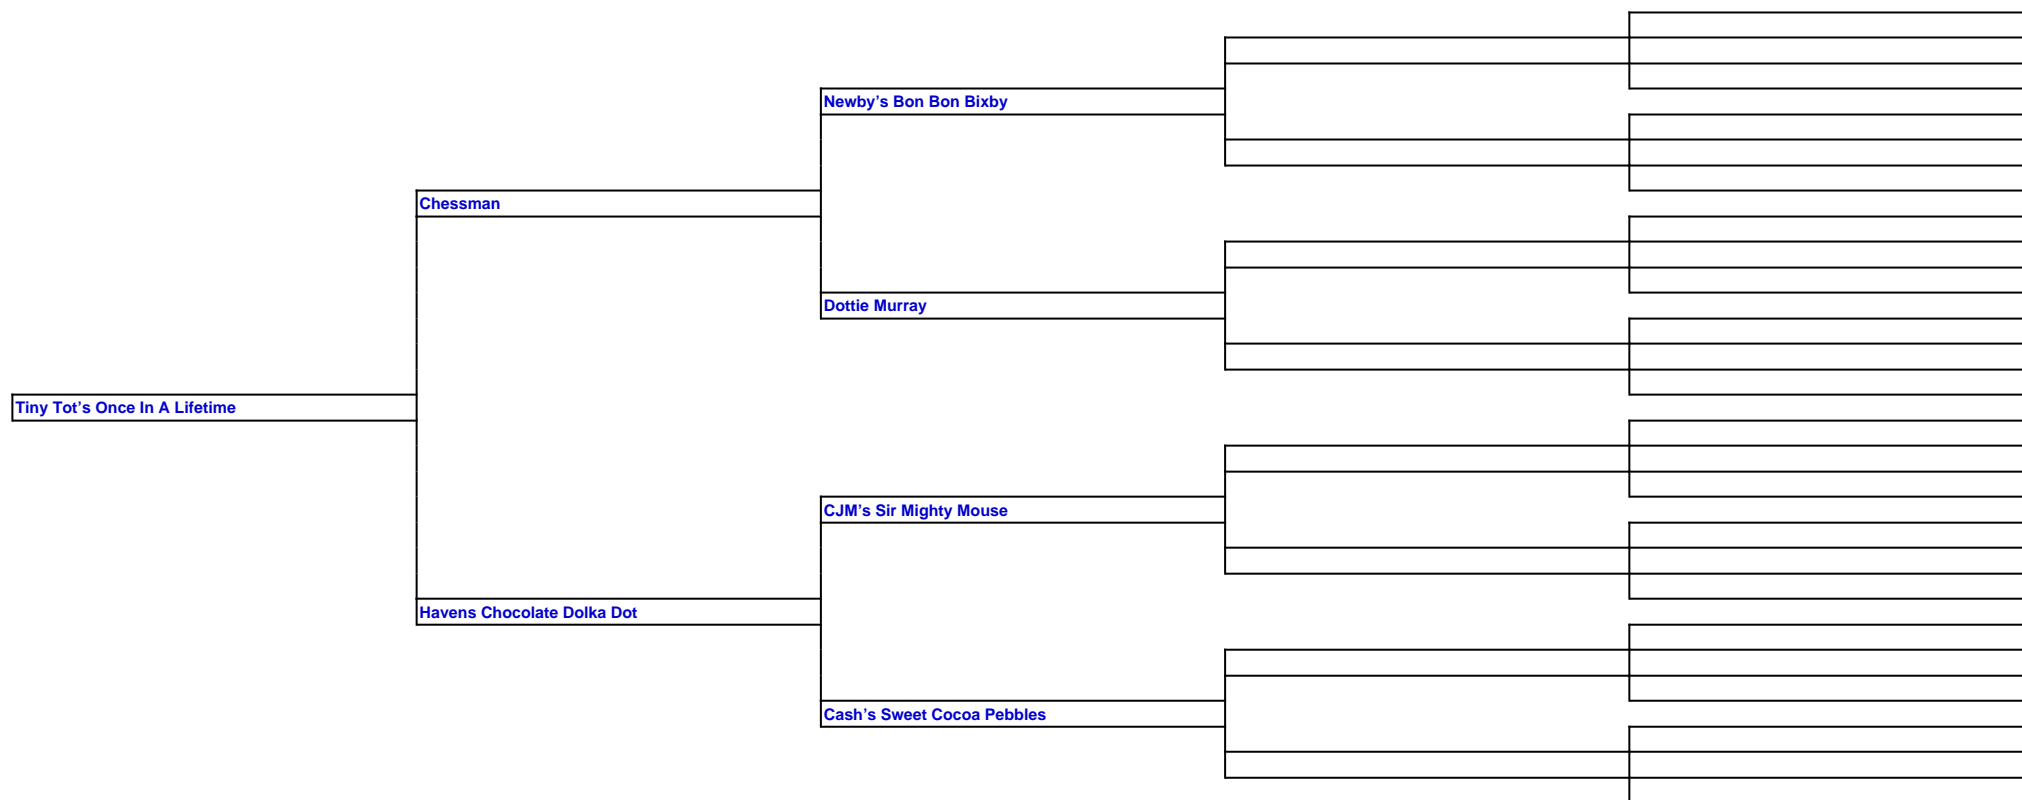 Newby’s Bon Bon Bixby
Chessman
Dottie Murray
Tiny Tot’s Once In A Lifetime
CJM’s Sir Mighty Mouse
Havens Chocolate Dolka Dot
Cash’s Sweet Cocoa Pebbles